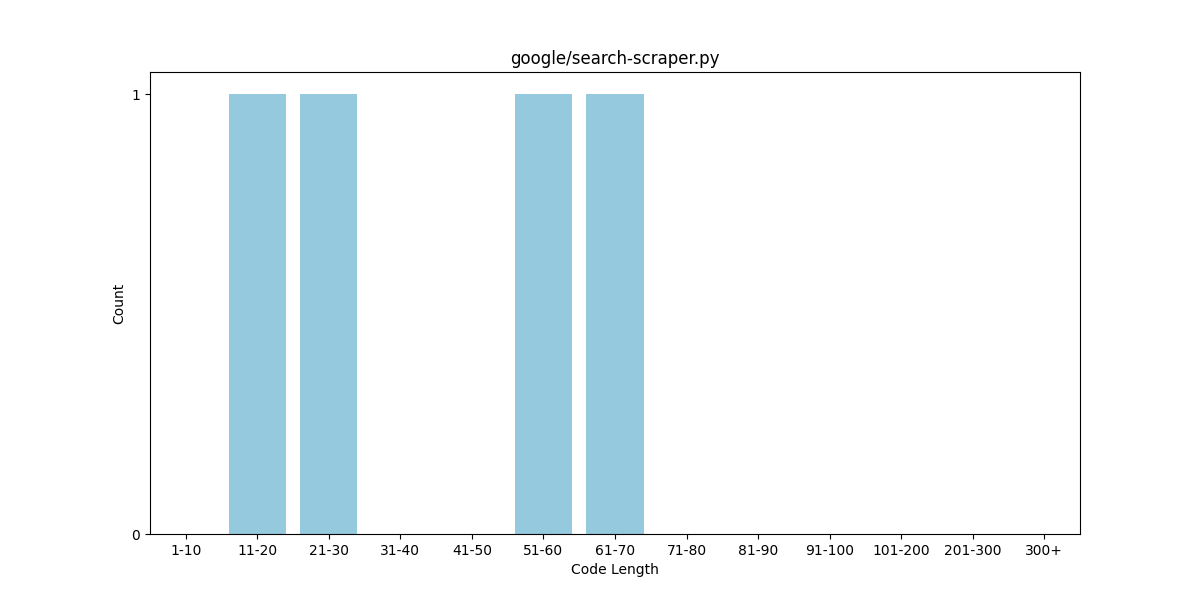 google/search-scraper.py
Count
1
0
1-10 11-20 21-30 31-40 41-50 51-60 61-70 71-80 81-90 91-100 101-200 201-300 300+
Code Length